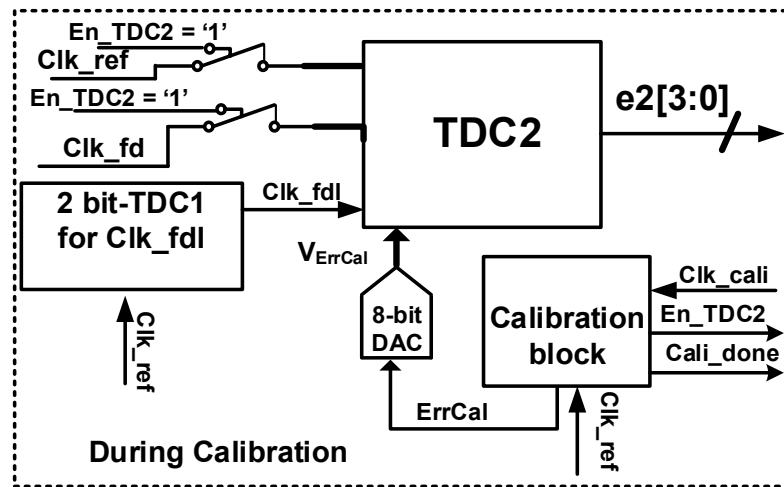 En_TDC2 = ‘1’
Clk_ref
En_TDC2 = ‘1’
Clk_fd
TDC2
e2[3:0]
2 bit-TDC1
for Clk_fdl
Clk_fdl
VErrCal
8-bit
DAC
Calibration
block
Clk_cali
En_TDC2
Cali_done
Clk_ref
ErrCal
Clk_ref
During Calibration